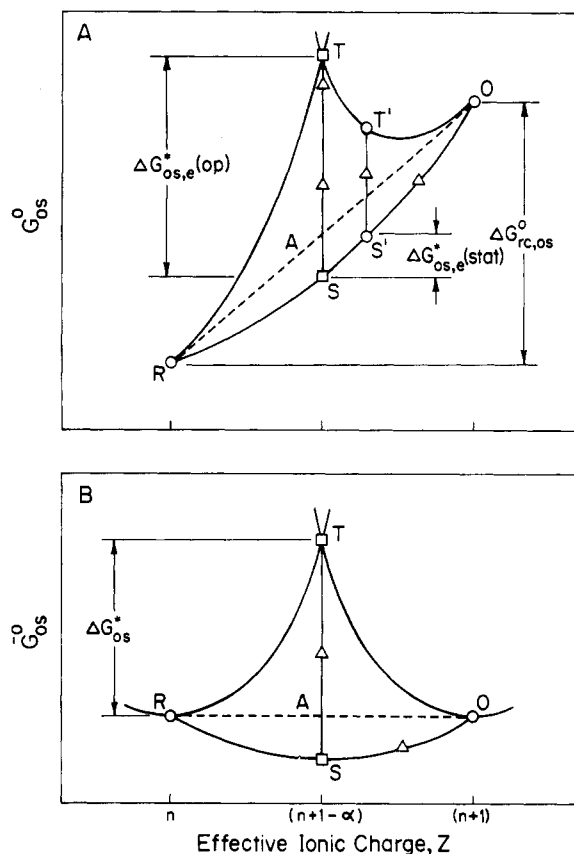 A
T
O
T'
ΔG*os,e(op)
G°os
A
S'
ΔG*os,e(stat)
ΔG°rc,os
S
R
B
T
Ḡ°os
ΔG*os
R
A
O
S
n
(n+1-α)
(n+1)
Effective Ionic Charge, Z